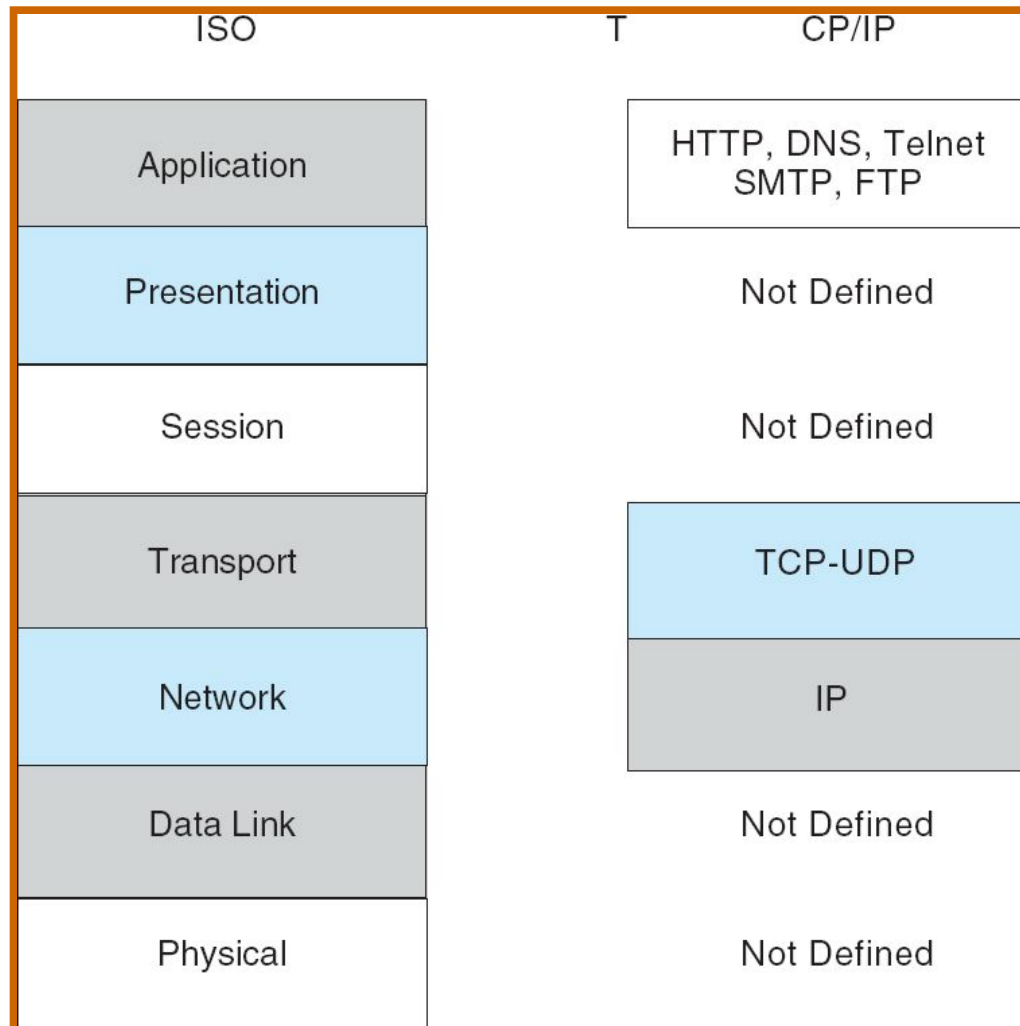 ISO T CP/IP
Application
HTTP, DNS, Telnet
SMTP, FTP
Presentation Not Defined
Session Not Defined
Transport TCP-UDP
Network IP
Data Link Not Defined
Physical Not Defined